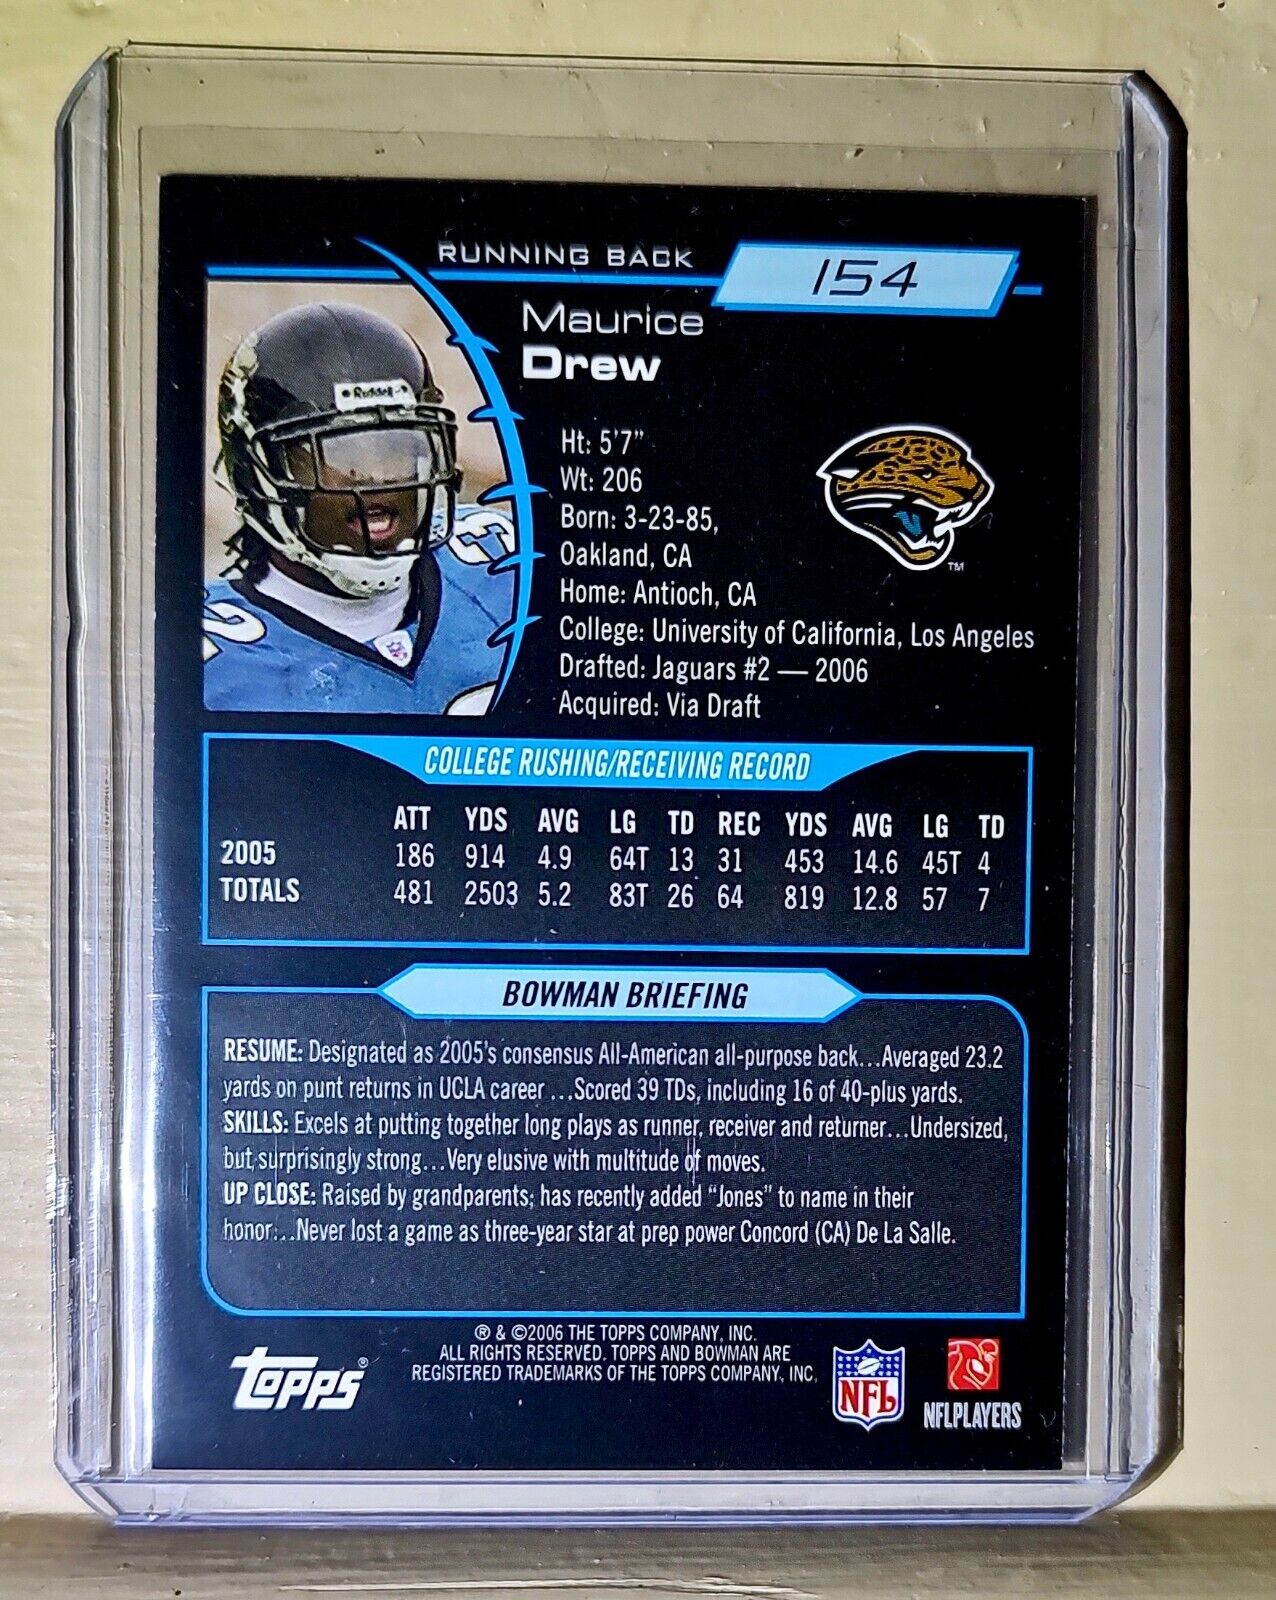 RUNNING BACK
154
Maurice
Drew
Riddell
Ht: 5'7"
Wt: 206
Born: 3-23-85,
Oakland, CA
Home: Antioch, CA
College: University of California, Los Angeles
Drafted: Jaguars #2 — 2006
Acquired: Via Draft
TM
COLLEGE RUSHING/RECEIVING RECORD
ATT YDS AVG LG TD REC YDS AVG LG TD
2005 186 914 4.9 64T 13 31 453 14.6 45T 4
TOTALS 481 2503 5.2 83T 26 64 819 12.8 57 7
BOWMAN BRIEFING
RESUME: Designated as 2005's consensus All-American all-purpose back...Averaged 23.2
yards on punt returns in UCLA career ...Scored 39 TDs, including 16 of 40-plus yards.
SKILLS: Excels at putting together long plays as runner, receiver and returner...Undersized,
but surprisingly strong...Very elusive with multitude of moves.
UP CLOSE: Raised by grandparents; has recently added "Jones" to name in their
honor...Never lost a game as three-year star at prep power Concord (CA) De La Salle.
® & ©2006 THE TOPPS COMPANY, INC.
ALL RIGHTS RESERVED. TOPPS AND BOWMAN ARE
REGISTERED TRADEMARKS OF THE TOPPS COMPANY, INC.
Topps®
NFL
NFLPLAYERS